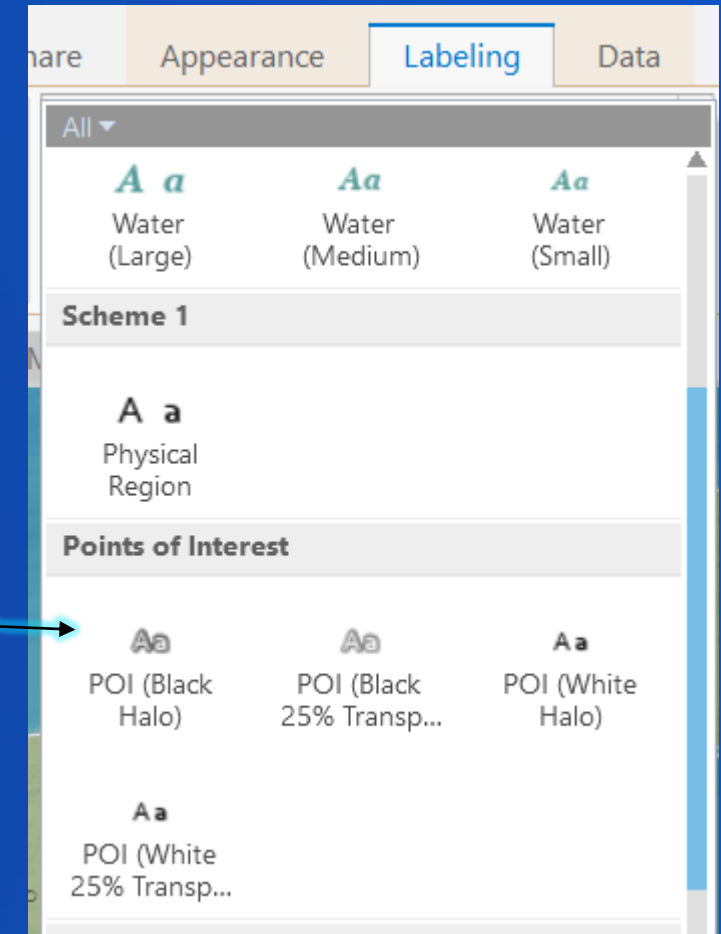 hare Appearance Labeling Data
All
A a Aa Aa
Water Water Water
(Large) (Medium) (Small)
Scheme 1
A a
Physical
Region
Points of Interest
Aa Aa Aa
POI (Black POI (Black POI (White
Halo) 25% Transp... Halo)
Aa
POI (White
25% Transp...